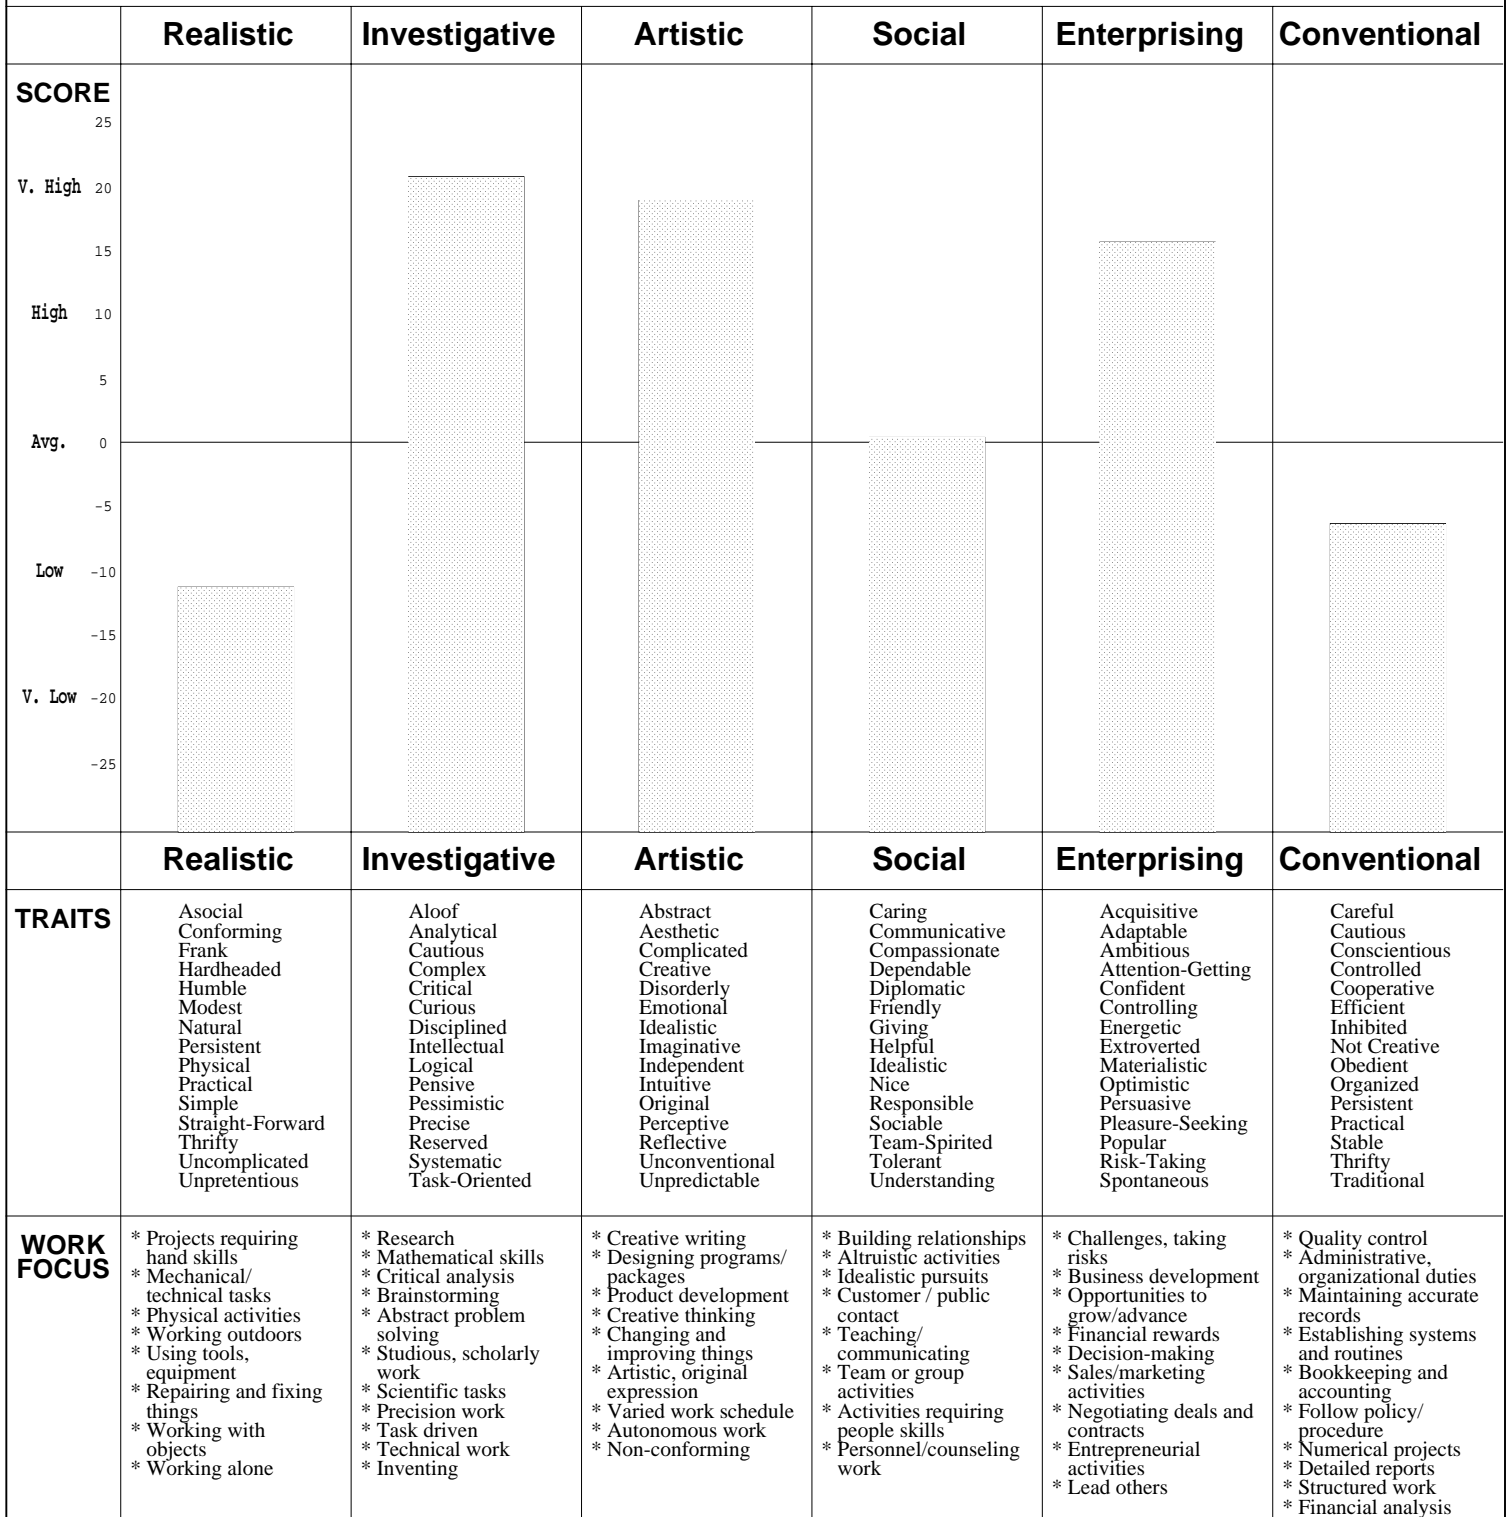 Realistic Investigative Artistic Social Enterprising Conventional
SCORE
25
V. High 20
15
High 10
5
Avg. 0
-5
Low -10
-15
V. Low -20
-25
Realistic Investigative Artistic Social Enterprising Conventional
TRAITS
Asocial
Conforming
Frank
Hardheaded
Humble
Modest
Natural
Persistent
Physical
Practical
Simple
Straight-Forward
Thrifty
Uncomplicated
Unpretentious
Aloof
Analytical
Cautious
Complex
Critical
Curious
Disciplined
Intellectual
Logical
Pensive
Pessimistic
Precise
Reserved
Systematic
Task-Oriented
Abstract
Aesthetic
Complicated
Creative
Disorderly
Emotional
Idealistic
Imaginative
Independent
Intuitive
Original
Perceptive
Reflective
Unconventional
Unpredictable
Caring
Communicative
Compassionate
Dependable
Diplomatic
Friendly
Giving
Helpful
Idealistic
Nice
Responsible
Sociable
Team-Spirited
Tolerant
Understanding
Acquisitive
Adaptable
Ambitious
Attention-Getting
Confident
Controlling
Energetic
Extroverted
Materialistic
Optimistic
Persuasive
Pleasure-Seeking
Popular
Risk-Taking
Spontaneous
Careful
Cautious
Conscientious
Controlled
Cooperative
Efficient
Inhibited
Not Creative
Obedient
Organized
Persistent
Practical
Stable
Thrifty
Traditional
WORK
FOCUS
* Projects requiring
hand skills
* Mechanical/
technical tasks
* Physical activities
* Working outdoors
* Using tools,
equipment
* Repairing and fixing
things
* Working with
objects
* Working alone
* Research
* Mathematical skills
* Critical analysis
* Brainstorming
* Abstract problem
solving
* Studious, scholarly
work
* Scientific tasks
* Precision work
* Task driven
* Technical work
* Inventing
* Creative writing
* Designing programs/
packages
* Product development
* Creative thinking
* Changing and
improving things
* Artistic, original
expression
* Varied work schedule
* Autonomous work
* Non-conforming
* Building relationships
* Altruistic activities
* Idealistic pursuits
* Customer / public
contact
* Teaching/
communicating
* Team or group
activities
* Activities requiring
people skills
* Personnel/counseling
work
* Challenges, taking
risks
* Business development
* Opportunities to
grow/advance
* Financial rewards
* Decision-making
* Sales/marketing
activities
* Negotiating deals and
contracts
* Entrepreneurial
activities
* Lead others
* Quality control
* Administrative,
organizational duties
* Maintaining accurate
records
* Establishing systems
and routines
* Bookkeeping and
accounting
* Follow policy/
procedure
* Numerical projects
* Detailed reports
* Structured work
* Financial analysis